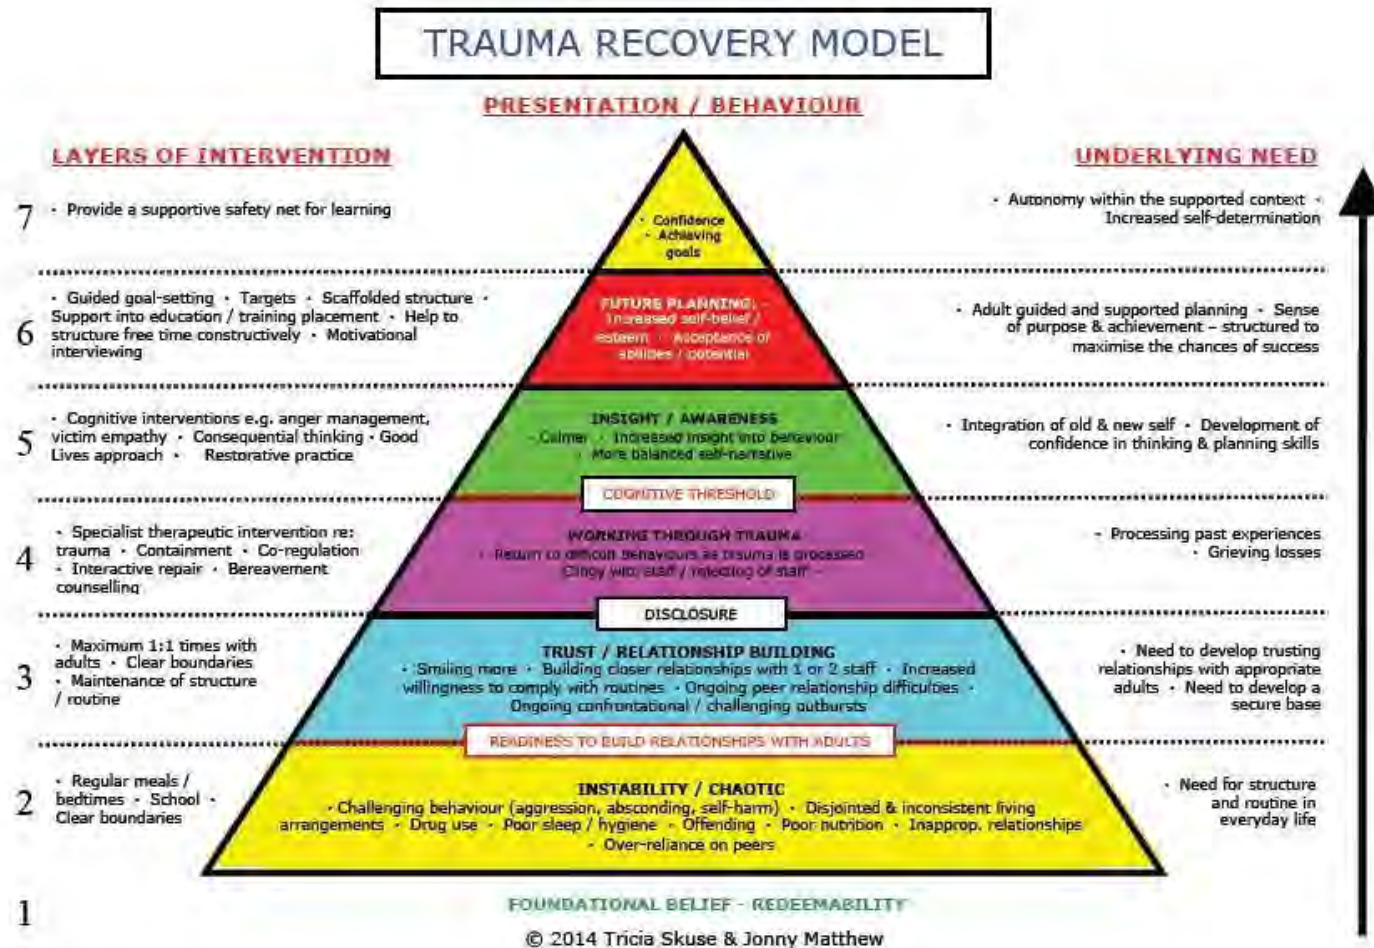 TRAUMA RECOVERY MODEL
PRESENTATION / BEHAVIOUR
LAYERS OF INTERVENTION
UNDERLYING NEED
7
· Provide a supportive safety net for learning
· Confidence
· Achieving
goals
· Autonomy within the supported context ·
Increased self-determination
6
· Guided goal-setting · Targets · Scaffolded structure ·
Support into education / training placement · Help to
structure free time constructively · Motivational
interviewing
FUTURE PLANNING: -
Increased self-belief /
esteem · Acceptance of
abilities / potential
· Adult guided and supported planning · Sense
of purpose & achievement – structured to
maximise the chances of success
5
· Cognitive interventions e.g. anger management,
victim empathy · Consequential thinking · Good
Lives approach · Restorative practice
INSIGHT / AWARENESS
· Calmer · Increased insight into behaviour
· More balanced self-narrative
· Integration of old & new self · Development of
confidence in thinking & planning skills
COGNITIVE THRESHOLD
4
· Specialist therapeutic intervention re:
trauma · Containment · Co-regulation
· Interactive repair · Bereavement
counselling
WORKING THROUGH TRAUMA
· Return to difficult behaviours as trauma is processed
Clingy with staff / rejecting of staff -
- Processing past experiences
· Grieving losses
DISCLOSURE
3
· Maximum 1:1 times with
adults · Clear boundaries
· Maintenance of structure
/ routine
TRUST / RELATIONSHIP BUILDING
· Smiling more · Building closer relationships with 1 or 2 staff · Increased
willingness to comply with routines · Ongoing peer relationship difficulties ·
Ongoing confrontational / challenging outbursts
· Need to develop trusting
relationships with appropriate
adults · Need to develop a
secure base
READINESS TO BUILD RELATIONSHIPS WITH ADULTS
2
· Regular meals /
bedtimes · School ·
Clear boundaries
INSTABILITY / CHAOTIC
· Challenging behaviour (aggression, absconding, self-harm) · Disjointed & inconsistent living
arrangements · Drug use · Poor sleep / hygiene · Offending · Poor nutrition · Inapprop. relationships
· Over-reliance on peers
· Need for structure
and routine in
everyday life
1
FOUNDATIONAL BELIEF - REDEEMABILITY
© 2014 Tricia Skuse & Jonny Matthew